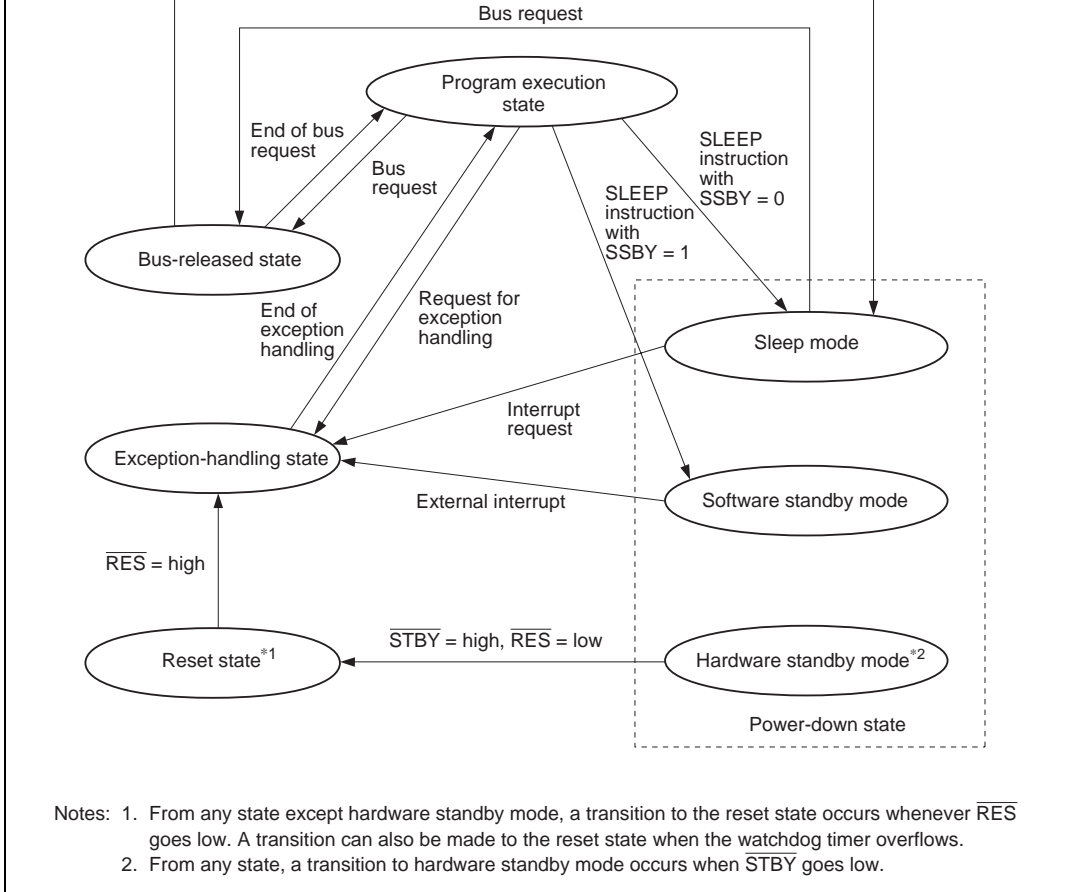 Bus request
Program execution
state
End of bus
request
Bus
request
SLEEP
instruction
with
SSBY = 0
SLEEP
instruction
with
SSBY = 1
Bus-released state
End of
exception
handling
Request for
exception
handling
Sleep mode
Interrupt
request
Exception-handling state
External interrupt
Software standby mode
R̅E̅S̅ = high
S̅T̅B̅Y̅ = high, R̅E̅S̅ = low
Reset state*1
Hardware standby mode*2
Power-down state
Notes: 1. From any state except hardware standby mode, a transition to the reset state occurs whenever R̅E̅S̅
goes low. A transition can also be made to the reset state when the watchdog timer overflows.
2. From any state, a transition to hardware standby mode occurs when S̅T̅B̅Y̅ goes low.